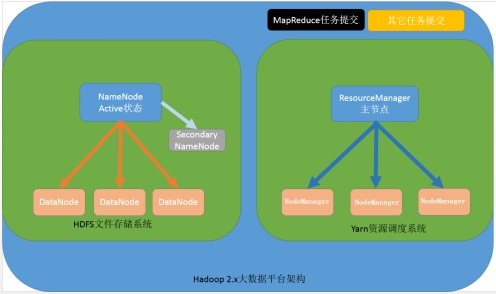 MapReduce任务提交
其它任务提交
NameNode
Active状态
Secondary
NameNode
DataNode
DataNode
DataNode
HDFS文件存储系统
ResourceManager
主节点
NodeManager
NodeManager
NodeManager
Yarn资源调度系统
Hadoop 2.x大数据平台架构